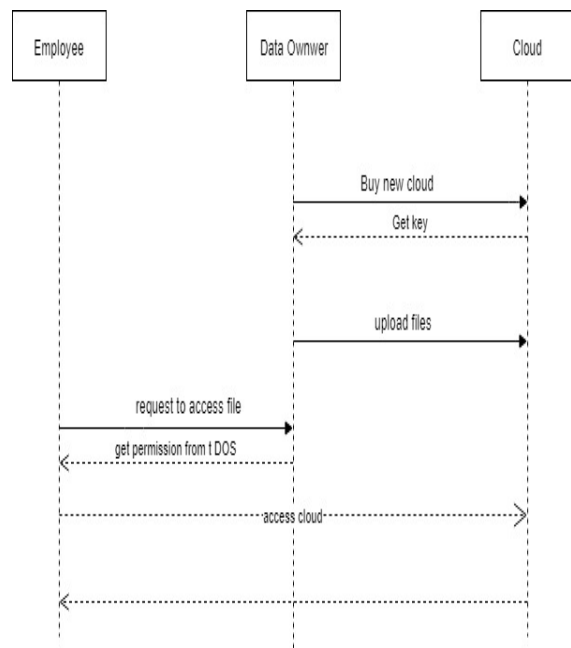 Employee
Data Ownwer
Cloud
Buy new cloud
Get key
upload files
request to access file
get permission from t DOS
access cloud